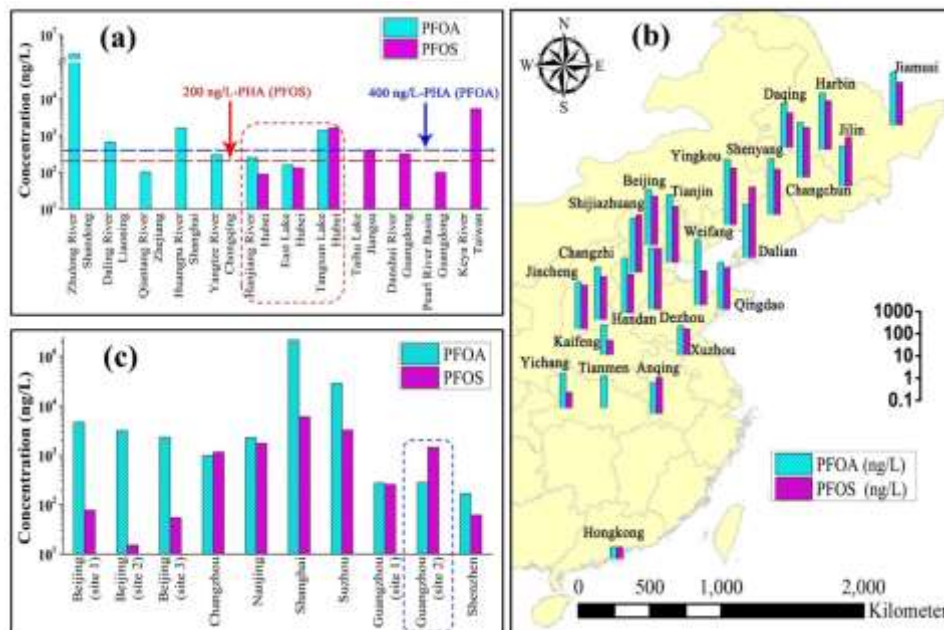 (a)
PFOA
PFOS
Concentration (ng/L)
200 ng/L-PHA (PFOS)
400 ng/L-PHA (PFOA)
Zhulong River
Shandong
Daling River
Liaoning
Qiantang River
Zhejiang
Huangpu River
Shanghai
Yangtze River
Chongqing
Hanjiang River
Hubei
East Lake
Hubei
Tangxun Lake
Hubei
Taihu Lake
Jiangsu
Danshui River
Guangdong
Pearl River Basin
Guangdong
Keya River
Taiwan
(c)
PFOA
PFOS
Concentration (ng/L)
Beijing
(site 1)
Beijing
(site 2)
Beijing
(site 3)
Changzhou
Nanjing
Shanghai
Suzhou
Guangzhou
(site 1)
Guangzhou
(site 2)
Shenzhen
(b)
N
W E
S
Jiamusi
Harbin
Daqing
Jilin
Shenyang
Yingkou
Changchun
Beijing
Tianjin
Shijiazhuang
Weifang
Dalian
Changzhi
Jincheng
Qingdao
Handan
Dezhou
Kaifeng
Xuzhou
Yichang
Tianmen
Anqing
1000
100
10
1
0.1
PFOA (ng/L)
PFOS (ng/L)
Hongkong
0 500 1,000 2,000
Kilometer